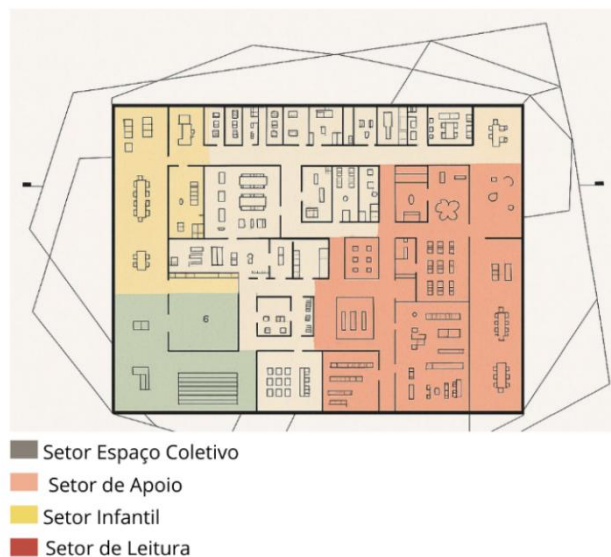 6
Setor Espaço Coletivo
Setor de Apoio
Setor Infantil
Setor de Leitura